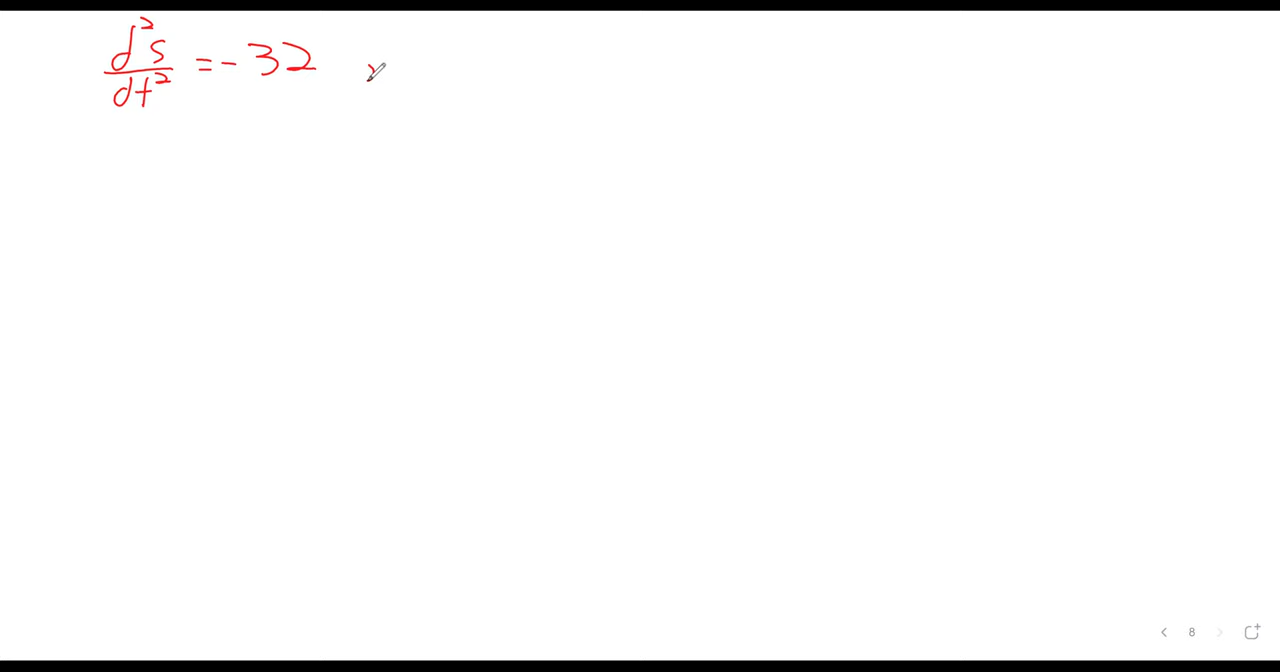 d²s/dt² = -32
8